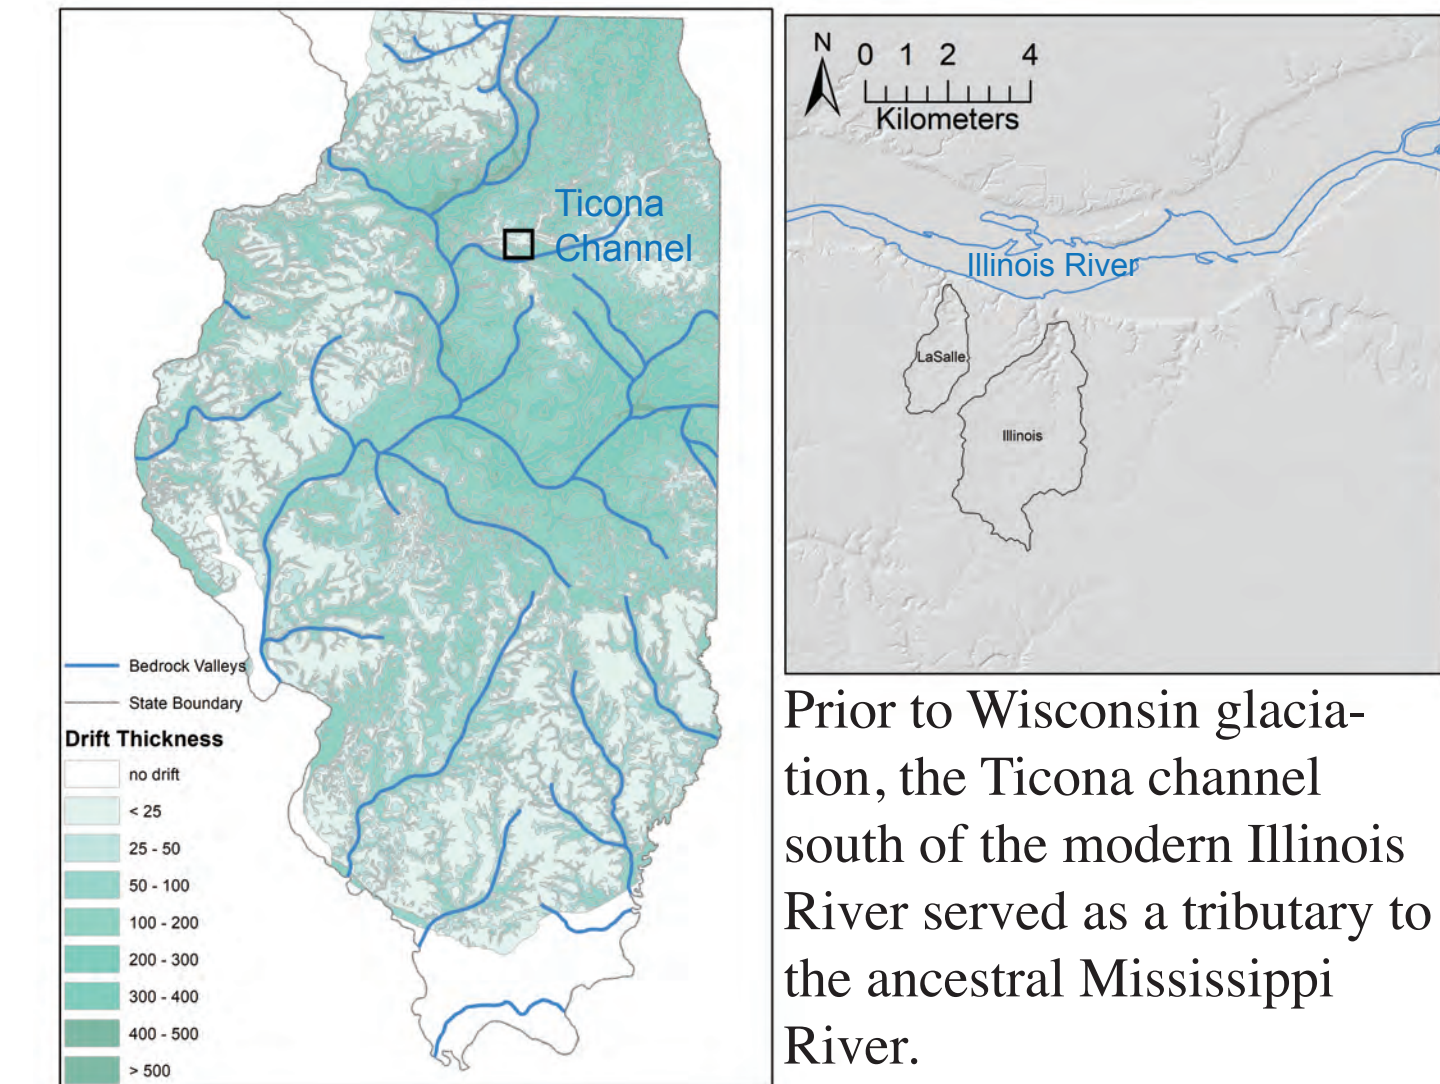 Ticona
Channel
Bedrock Valleys
State Boundary
Drift Thickness
no drift
< 25
25 - 50
50 - 100
100 - 200
200 - 300
300 - 400
400 - 500
> 500
N
0 1 2 4
Kilometers
Illinois River
LaSalle
Illinois
Prior to Wisconsin glacia-
tion, the Ticona channel
south of the modern Illinois
River served as a tributary to
the ancestral Mississippi
River.